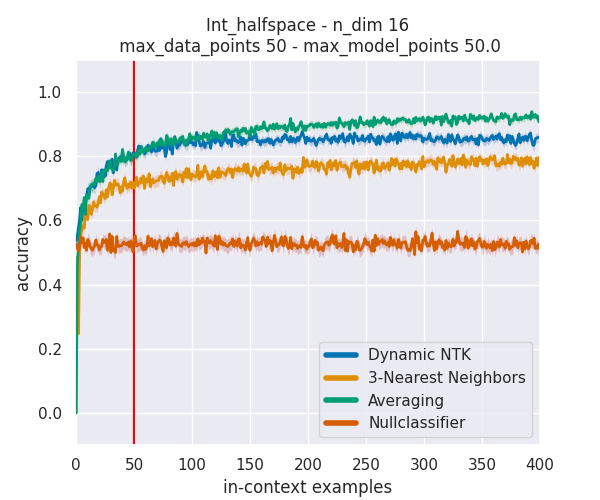 Int_halfspace - n_dim 16
max_data_points 50 - max_model_points 50.0
accuracy
1.0
0.8
0.6
0.4
0.2
0.0
Dynamic NTK
3-Nearest Neighbors
Averaging
Nullclassifier
0 50 100 150 200 250 300 350 400
in-context examples